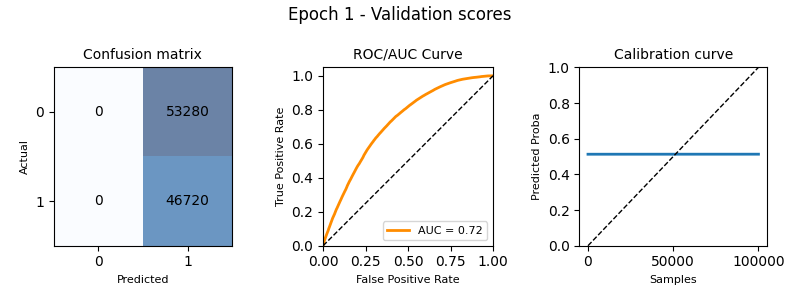 Epoch 1 - Validation scores
Confusion matrix
0
1
Actual
0
53280
0
46720
0
1
Predicted
ROC/AUC Curve
1.0
0.8
0.6
0.4
0.2
0.0
True Positive Rate
AUC = 0.72
0.00
0.25
0.50
0.75
1.00
False Positive Rate
Calibration curve
1.0
0.8
0.6
0.4
0.2
0.0
Predicted Proba
0
50000
100000
Samples